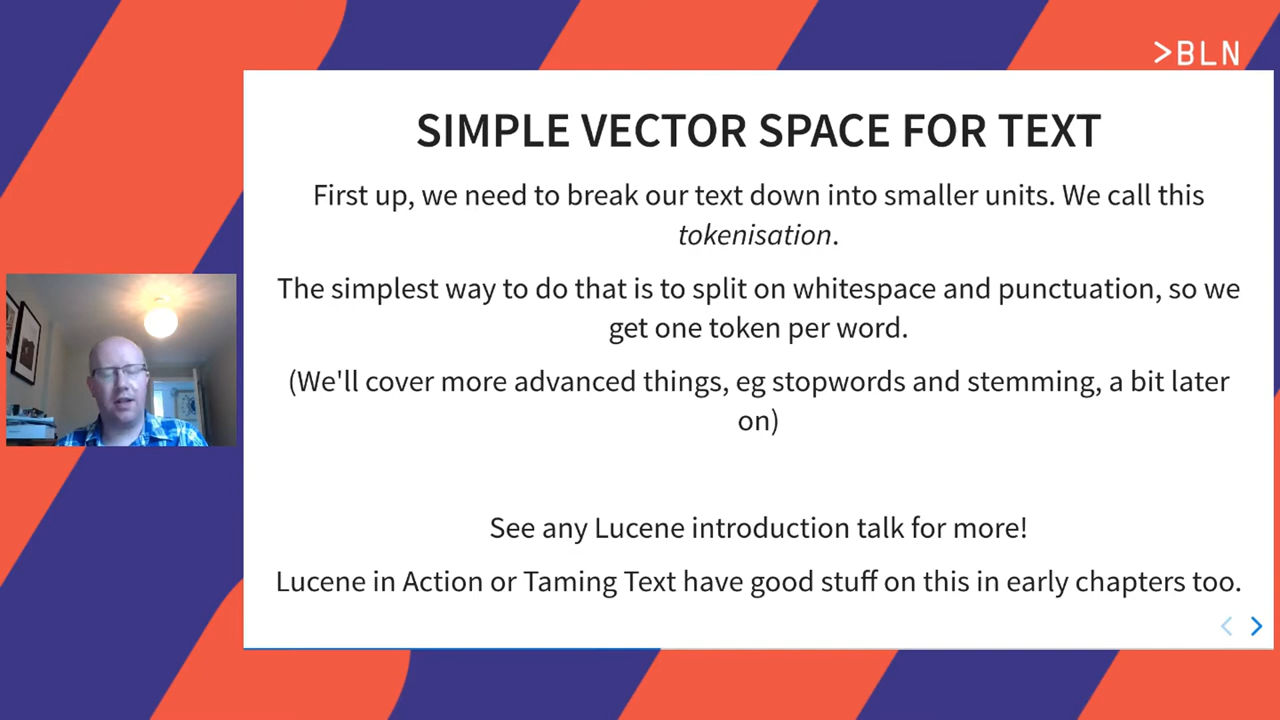 >BLN
SIMPLE VECTOR SPACE FOR TEXT
First up, we need to break our text down into smaller units. We call this
tokenisation.
The simplest way to do that is to split on whitespace and punctuation, so we
get one token per word.
(We'll cover more advanced things, eg stopwords and stemming, a bit later
on)
See any Lucene introduction talk for more!
Lucene in Action or Taming Text have good stuff on this in early chapters too.